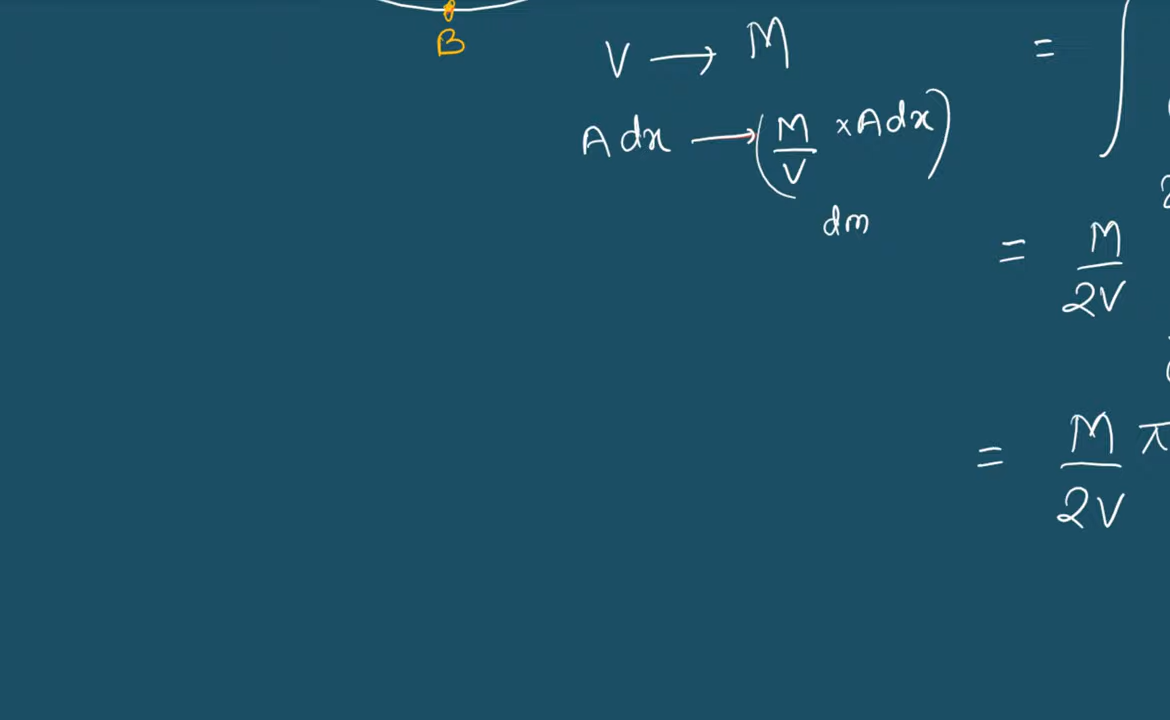 B
V → M
Adx → (M/V × Adx)
dm
= ∫
= M/2V
= M/2V π